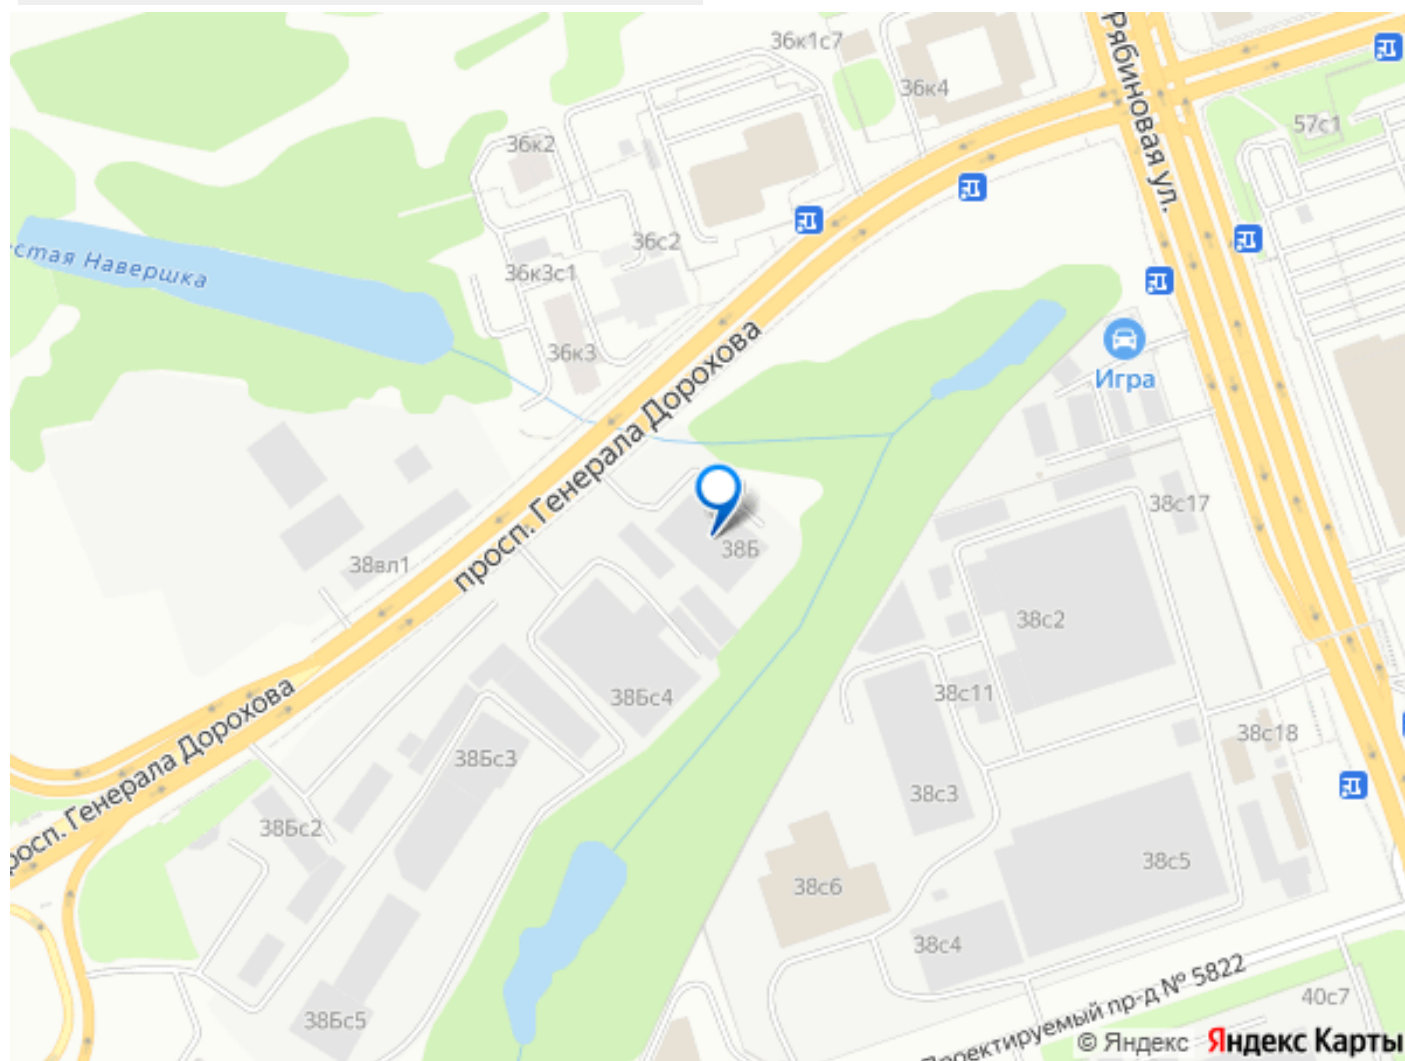 36к1с7
36к4
Рябиновая ул.
57с1
36к2
36с2
стая Навершка
36к3с1
36к3
Игра
просп. Генерала Дорохова
38с17
38вл1
38Б
38с2
38Бс4
38с11
просп. Генерала Дорохова
38с18
38Бс3
38с3
38Бс2
38с5
38с6
38с4
Проектируемый пр-д № 5822
40с7
38Бс5
© Яндекс Яндекс Карты